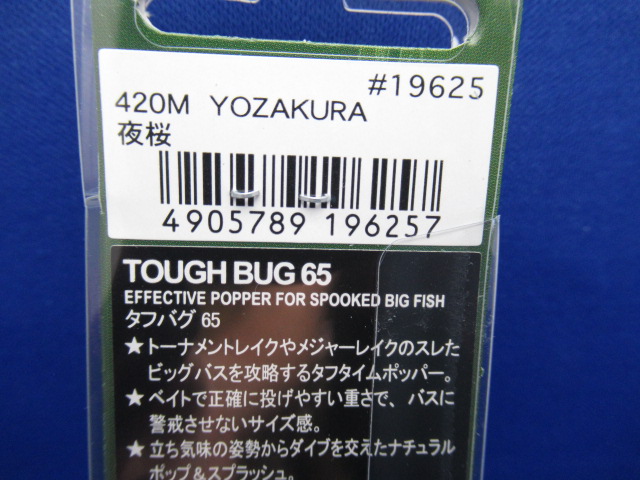 #19625
420M YOZAKURA
夜桜
4905789 196257
TOUGH BUG 65
EFFECTIVE POPPER FOR SPOOKED BIG FISH
タフバグ 65
★トーナメントレイクやメジャーレイクのスレた
ビッグバスを攻略するタフタイムポッパー。
★ベイトで正確に投げやすい重さで、バスに
警戒させないサイズ感。
★立ち気味の姿勢からダイブを交えたナチュラル
ポップ＆スプラッシュ。